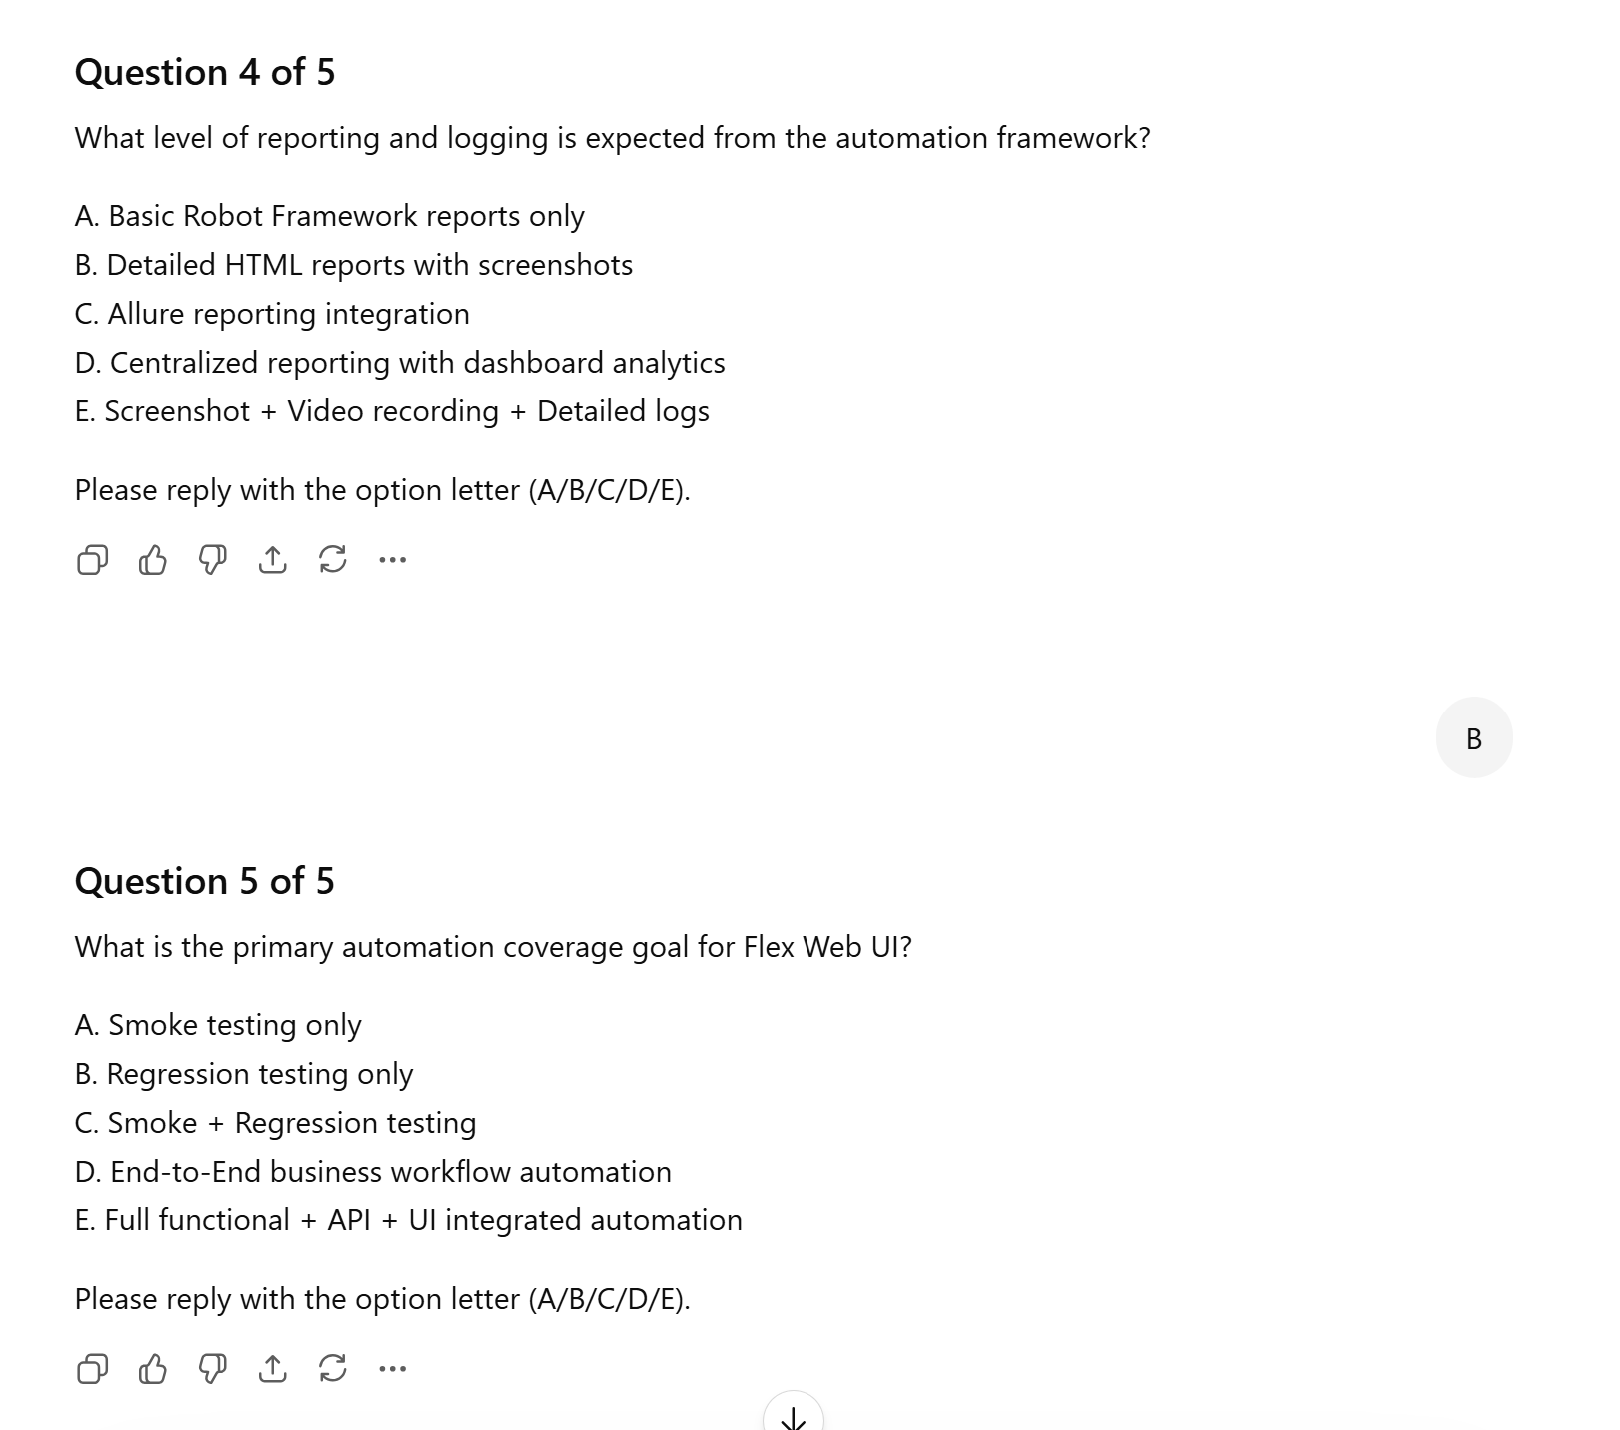 Question 4 of 5
What level of reporting and logging is expected from the automation framework?
A. Basic Robot Framework reports only
B. Detailed HTML reports with screenshots
C. Allure reporting integration
D. Centralized reporting with dashboard analytics
E. Screenshot + Video recording + Detailed logs
Please reply with the option letter (A/B/C/D/E).
B
Question 5 of 5
What is the primary automation coverage goal for Flex Web UI?
A. Smoke testing only
B. Regression testing only
C. Smoke + Regression testing
D. End-to-End business workflow automation
E. Full functional + API + UI integrated automation
Please reply with the option letter (A/B/C/D/E).